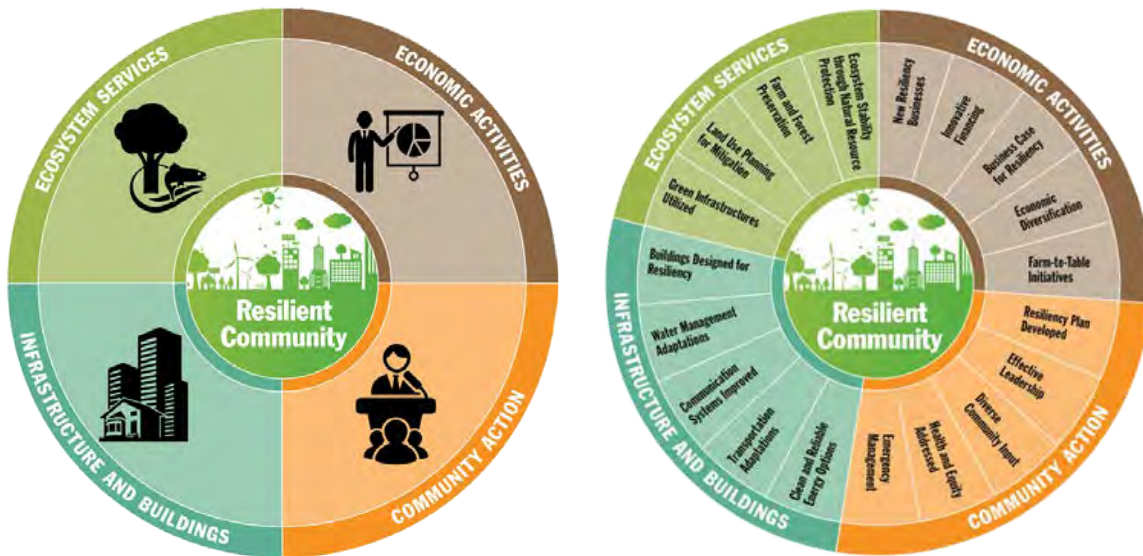 ECOSYSTEM SERVICES
ECONOMIC ACTIVITIES
INFRASTRUCTURE AND BUILDINGS
COMMUNITY ACTION
Resilient
Community
ECOSYSTEM SERVICES
ECONOMIC ACTIVITIES
INFRASTRUCTURE AND BUILDINGS
COMMUNITY ACTION
Green Infrastructures
Utilized
Land Use Planning
for Mitigation
Farm and Forest
Preservation
Ecosystem Stability
through Natural Resource
Protection
New Resiliency
Businesses
Innovative
Financing
Business Case
for Resiliency
Economic
Diversification
Farm-to-Table
Initiatives
Resiliency Plan
Developed
Effective
Leadership
Diverse
Community Input
Health and Equity
Addressed
Emergency
Management
Clean and Reliable
Energy Options
Transportation
Adaptations
Communication
Systems Improved
Water Management
Adaptations
Buildings Designed for
Resiliency
Resilient
Community